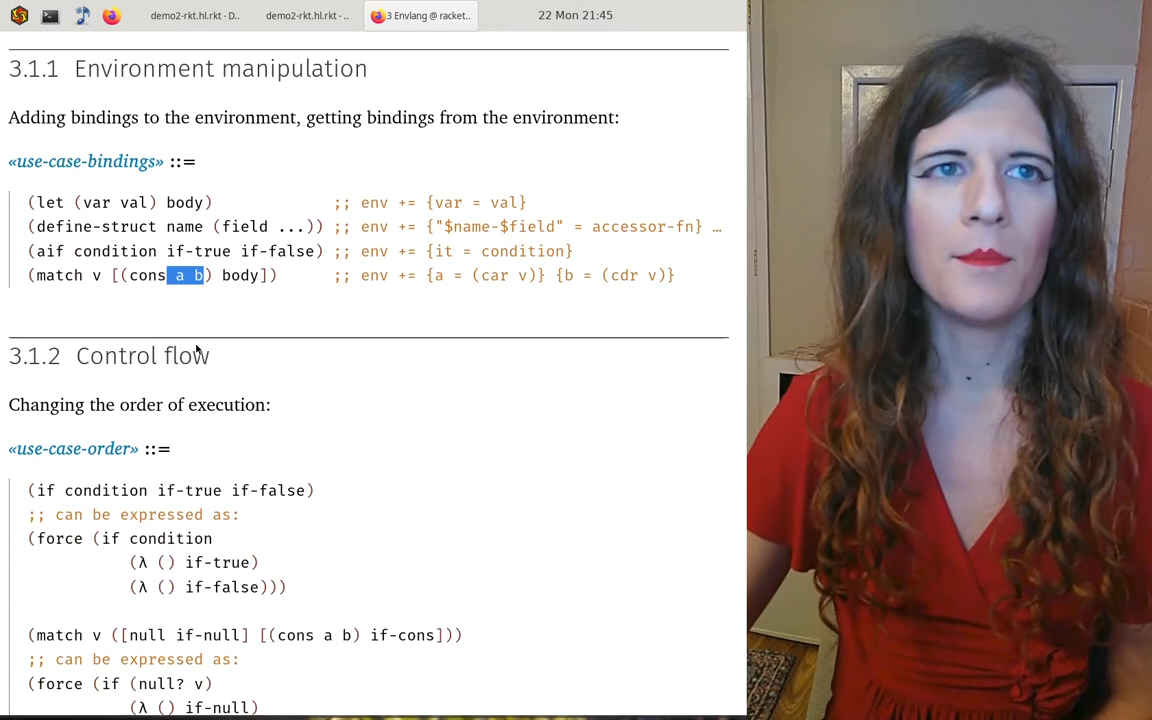 demo2-rkt.hl.rkt - D.. demo2-rkt.hl.rkt - .. 3 Envlang @ racket.. 22 Mon 21:45
3.1.1 Environment manipulation
Adding bindings to the environment, getting bindings from the environment:
«use-case-bindings» ::=
(let (var val) body) ;; env += {var = val}
(define-struct name (field ...)) ;; env += {"$name-$field" = accessor-fn} …
(aif condition if-true if-false) ;; env += {it = condition}
(match v [(cons a b) body]) ;; env += {a = (car v)} {b = (cdr v)}
3.1.2 Control flow
Changing the order of execution:
«use-case-order» ::=
(if condition if-true if-false)
;; can be expressed as:
(force (if condition
(λ () if-true)
(λ () if-false)))
(match v ([null if-null] [(cons a b) if-cons]))
;; can be expressed as:
(force (if (null? v)
(λ () if-null)